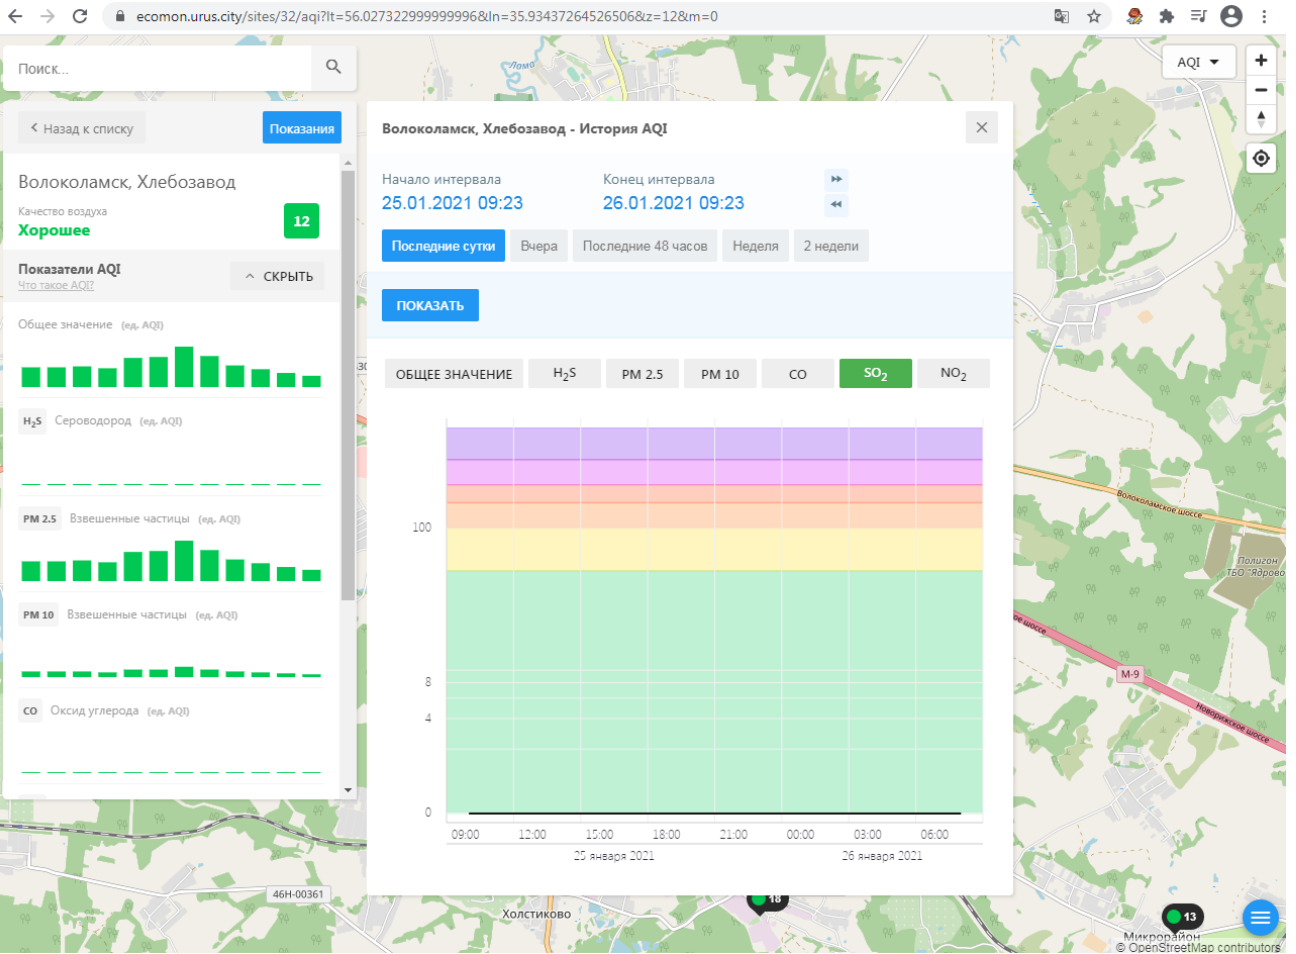 ecomon.urus.city/sites/32/aqi?lt=56.027322999999996&ln=35.93437264526506&z=12&m=0
Поиск...
Лама
AQI
Назад к списку
Показания
Волоколамск, Хлебозавод - История AQI
Волоколамск, Хлебозавод
Качество воздуха
Хорошее
12
Начало интервала
Конец интервала
25.01.2021 09:23
26.01.2021 09:23
Последние сутки
Вчера
Последние 48 часов
Неделя
2 недели
Показатели AQI
Что такое AQI?
СКРЫТЬ
ПОКАЗАТЬ
Общее значение (ед. AQI)
ОБЩЕЕ ЗНАЧЕНИЕ
H₂S
PM 2.5
PM 10
CO
SO₂
NO₂
H₂S Сероводород (ед. AQI)
PM 2.5 Взвешенные частицы (ед. AQI)
PM 10 Взвешенные частицы (ед. AQI)
CO Оксид углерода (ед. AQI)
100
8
4
0
09:00
12:00
15:00
18:00
21:00
00:00
03:00
06:00
25 января 2021
26 января 2021
Волоколамское шоссе
Полигон
ТБО "Ядрово
М-9
Новорижское шоссе
46Н-00361
Холстиково
18
13
Микрорайон
© OpenStreetMap contributors